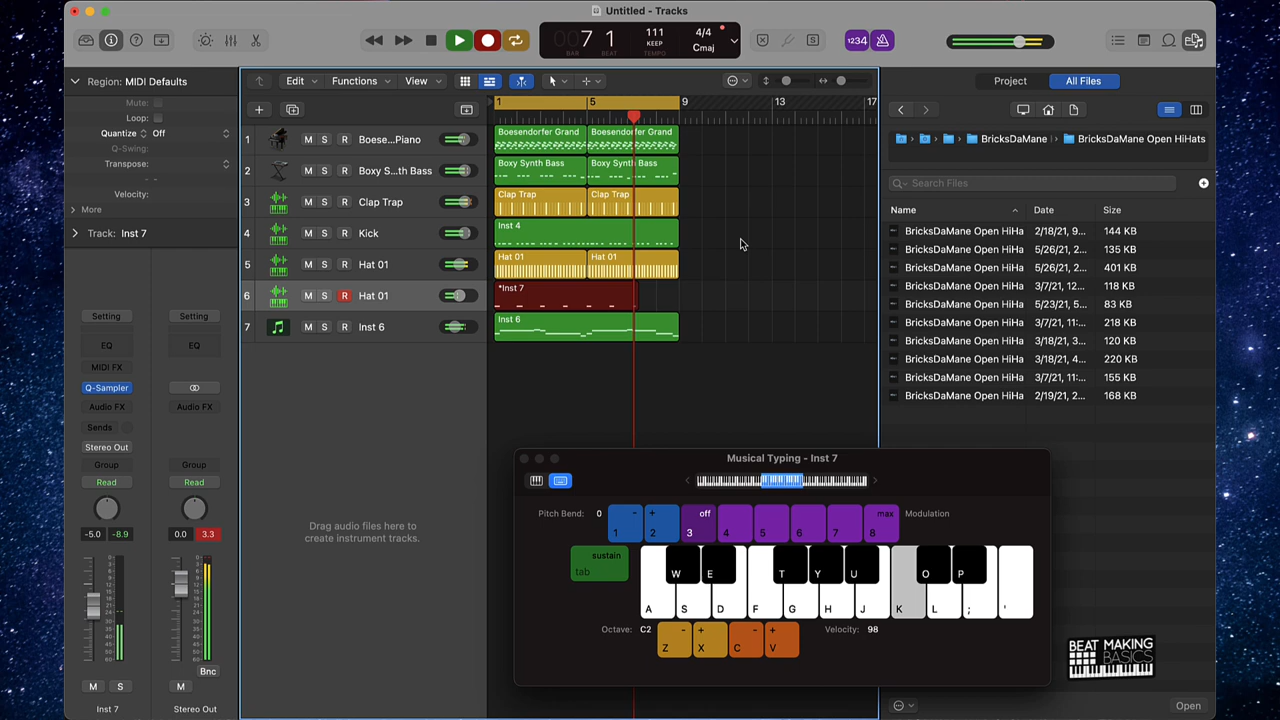 Untitled - Tracks
007 1
BAR BEAT
111
KEEP
TEMPO
4/4
Cmaj
1234
Region: MIDI Defaults
Mute:
Loop:
Quantize Off
Q-Swing:
Transpose:
Velocity:
More
Track: Inst 7
Edit Functions View
1 5 9 13 17
1 M S R Boese...Piano
2 M S R Boxy S...th Bass
3 M S R Clap Trap
4 M S R Kick
5 M S R Hat 01
6 M S R Hat 01
7 M S R Inst 6
Boesendorfer Grand Boesendorfer Grand
Boxy Synth Bass Boxy Synth Bass
Clap Trap Clap Trap
Inst 4
Hat 01 Hat 01
*Inst 7
Inst 6
Drag audio files here to
create instrument tracks.
Setting Setting
EQ EQ
MIDI FX
Q-Sampler
Audio FX Audio FX
Sends
Stereo Out
Group Group
Read Read
-5.0 -8.9 0.0 3.3
Bnc
M S M
Inst 7 Stereo Out
Project All Files
BricksDaMane BricksDaMane Open HiHats
Search Files
Name Date Size
BricksDaMane Open HiHa 2/18/21, 9... 144 KB
BricksDaMane Open HiHa 5/26/21, 2... 135 KB
BricksDaMane Open HiHa 5/26/21, 2... 401 KB
BricksDaMane Open HiHa 3/7/21, 12... 118 KB
BricksDaMane Open HiHa 5/23/21, 5... 83 KB
BricksDaMane Open HiHa 3/7/21, 11:... 218 KB
BricksDaMane Open HiHa 3/18/21, 3... 120 KB
BricksDaMane Open HiHa 3/18/21, 4... 220 KB
BricksDaMane Open HiHa 3/7/21, 11:... 155 KB
BricksDaMane Open HiHa 2/19/21, 2... 168 KB
Musical Typing - Inst 7
Pitch Bend: 0 - 1 + 2 off 3 4 5 6 7 max 8 Modulation
sustain
tab
W E T Y U O P
A S D F G H J K L ; '
Octave: C2 - Z + X - C + V Velocity: 98
BEAT MAKING
BASICS
Open